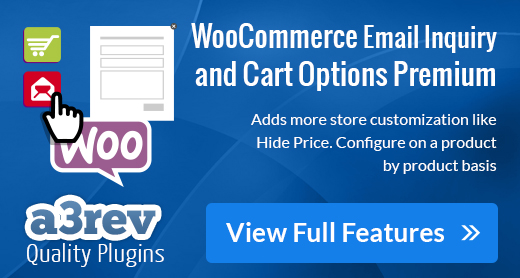 WooCommerce Email Inquiry
and Cart Options Premium
Adds more store customization like
Hide Price. Configure on a product
by product basis
WOO
a3rev
Quality Plugins
View Full Features »